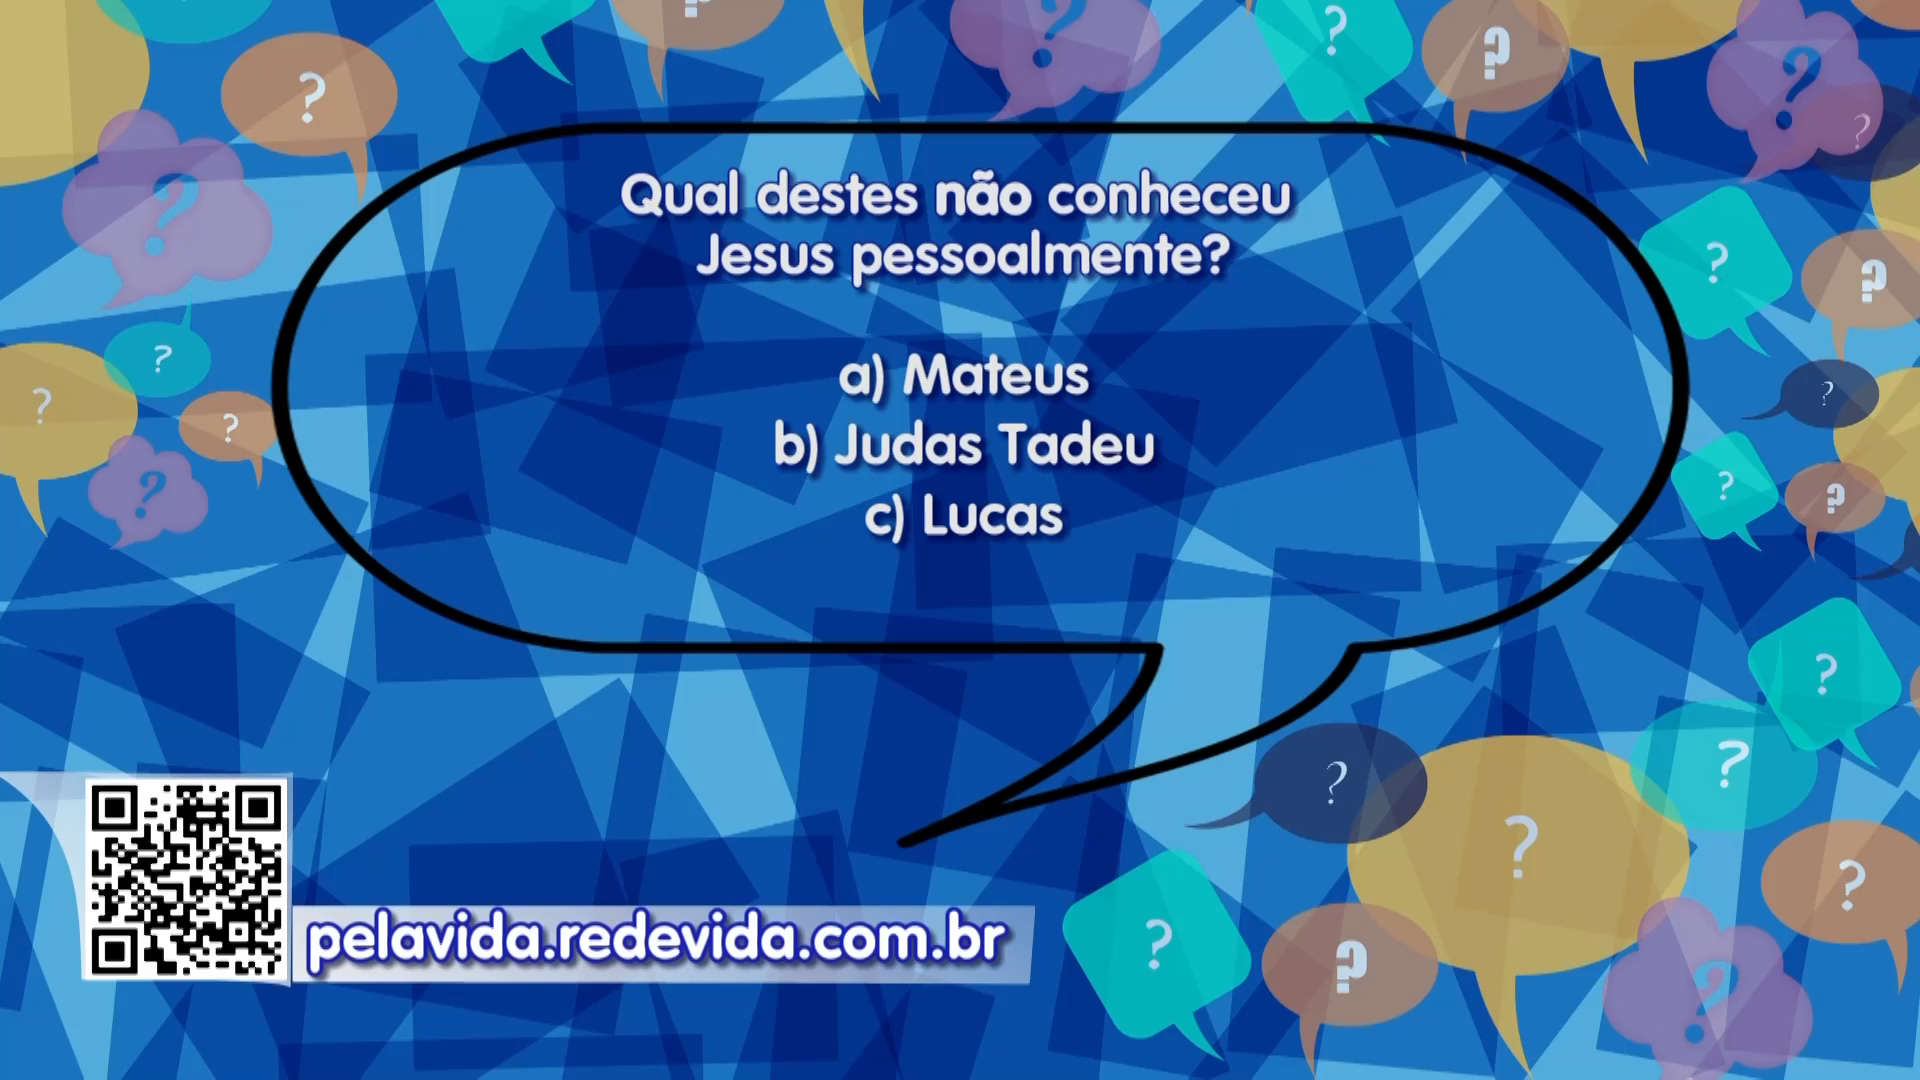 Qual destes não conheceu
Jesus pessoalmente?
a) Mateus
b) Judas Tadeu
c) Lucas
pelavida.redevida.com.br